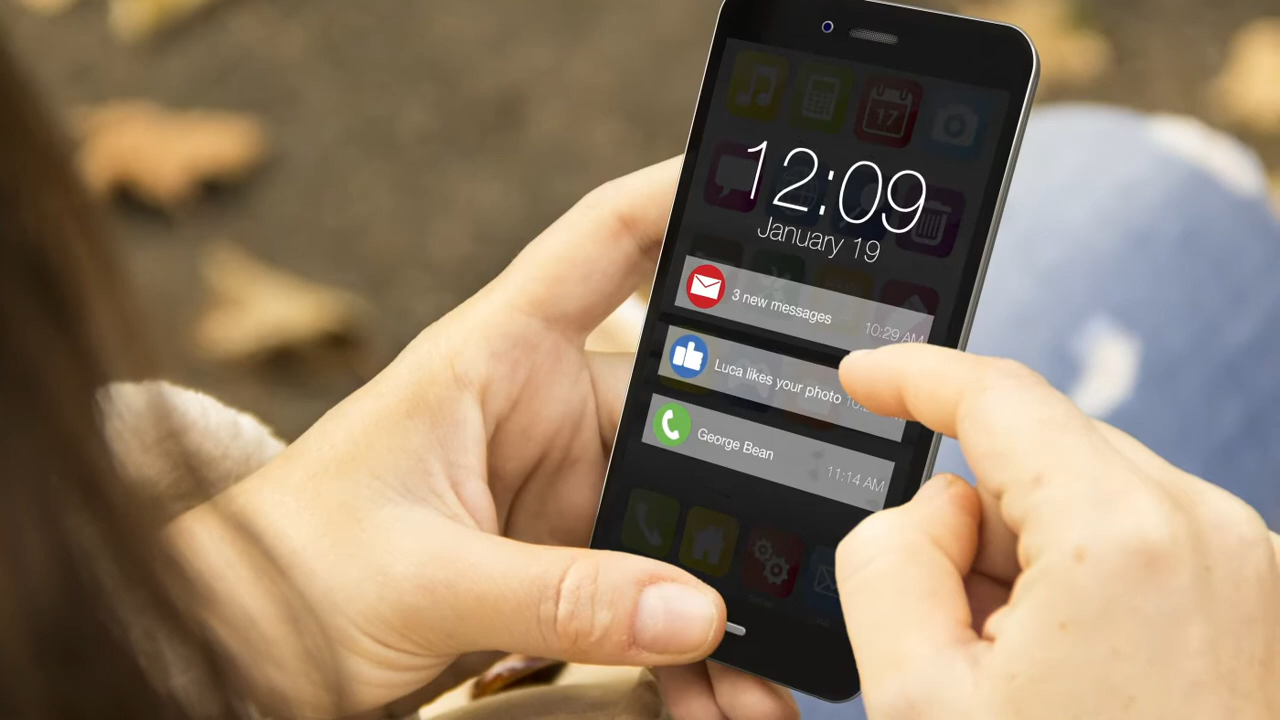 17
12:09
January 19
3 new messages
10:29 AM
Luca likes your photo
George Bean
11:14 AM